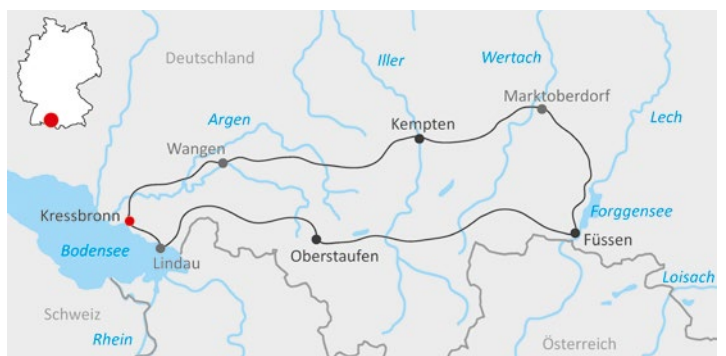 Deutschland
Iller
Wertach
Marktoberdorf
Lech
Argen
Kempten
Wangen
Kressbronn
Forggensee
Füssen
Bodensee
Lindau
Oberstaufen
Loisach
Schweiz
Rhein
Österreich